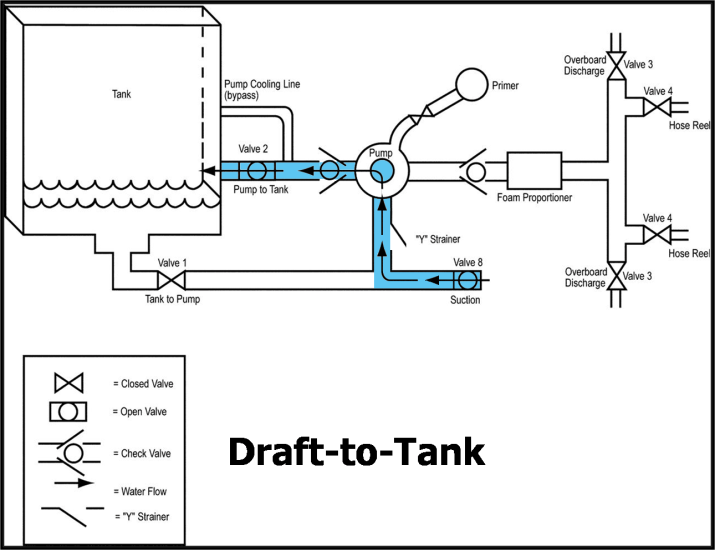 Tank
Pump Cooling Line
(bypass)
Primer
Overboard
Discharge
Valve 3
Valve 4
Hose Reel
Valve 2
Pump to Tank
Pump
Foam Proportioner
"Y" Strainer
Valve 4
Hose Reel
Valve 1
Tank to Pump
Valve 8
Suction
Overboard
Discharge
Valve 3
= Closed Valve
= Open Valve
= Check Valve
= Water Flow
= "Y" Strainer
Draft-to-Tank